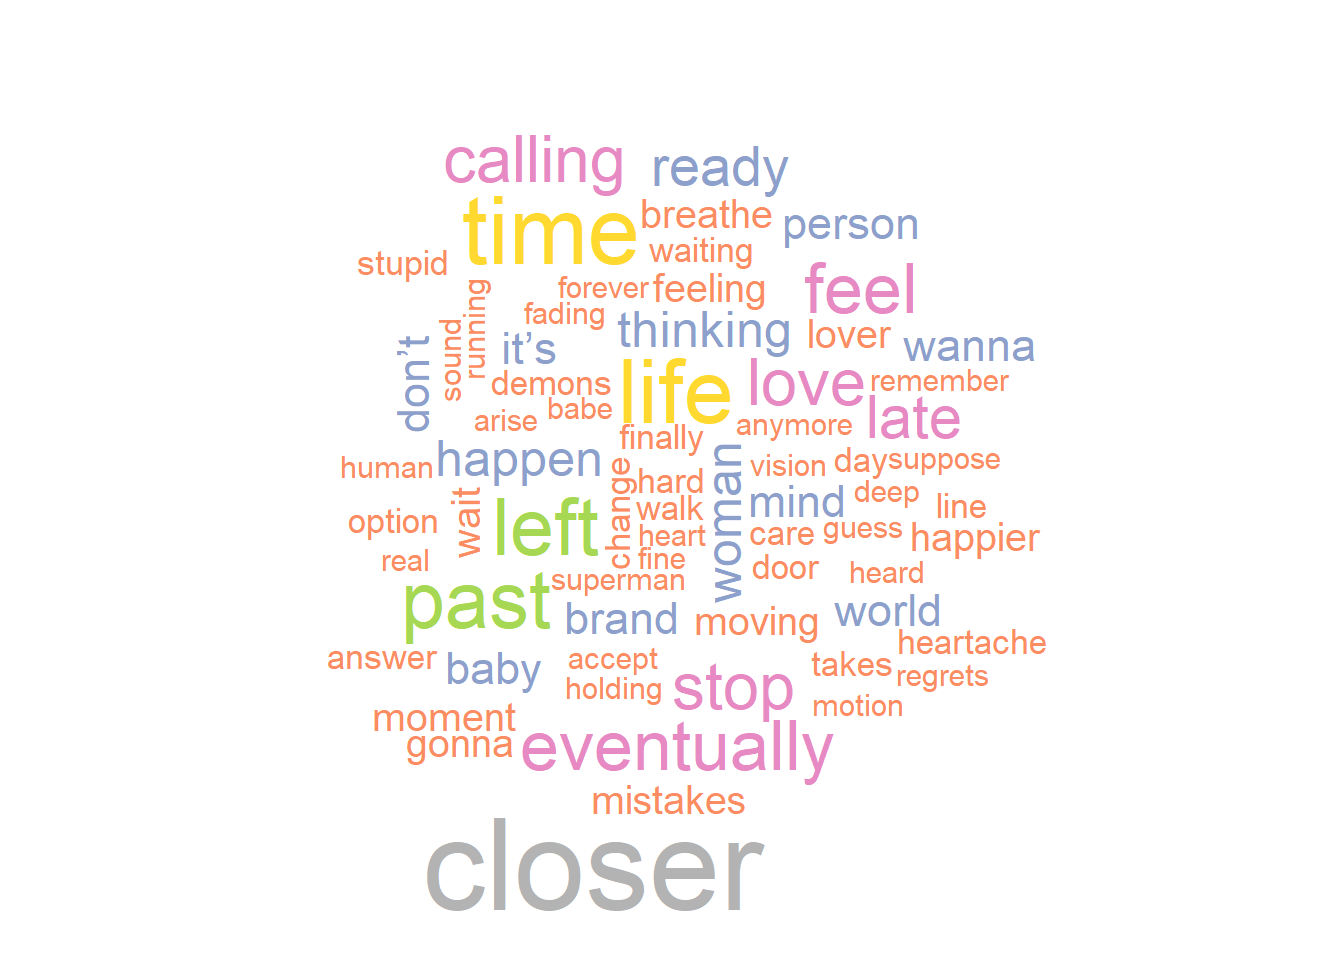 calling
ready
time
breathe
person
waiting
stupid
feel
forever
feeling
running
fading
thinking
lover
wanna
sound
it’s
don’t
demons
life
love
remember
babe
late
arise
finally
anymore
human
happen
vision
day
suppose
change
hard
woman
mind
deep
line
option
wait
left
walk
heart
care
guess
happier
real
fine
door
heard
superman
past
brand
moving
world
heartache
answer
baby
accept
takes
regrets
holding
stop
motion
moment
gonna
eventually
mistakes
closer